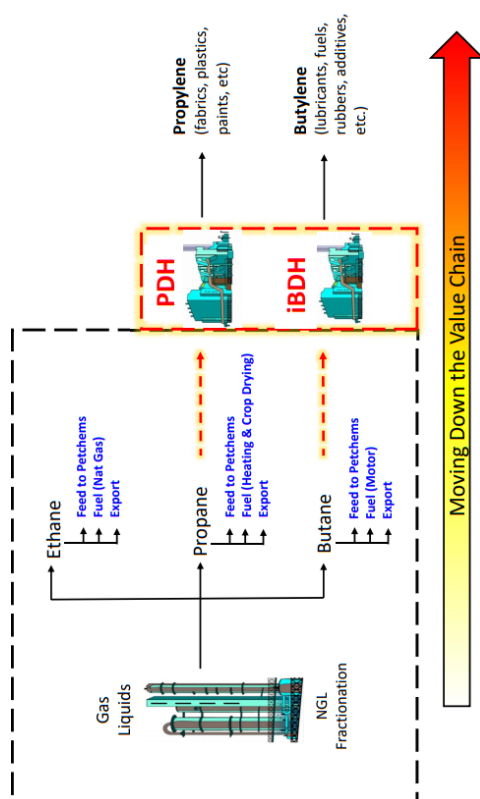 Gas
Liquids
NGL
Fractionation
Ethane
Feed to Petchems
Fuel (Nat Gas)
Export
Propane
Feed to Petchems
Fuel (Heating & Crop Drying)
Export
Butane
Feed to Petchems
Fuel (Motor)
Export
PDH
iBDH
Propylene
(fabrics, plastics,
paints, etc)
Butylene
(lubricants, fuels,
rubbers, additives,
etc.)
Moving Down the Value Chain